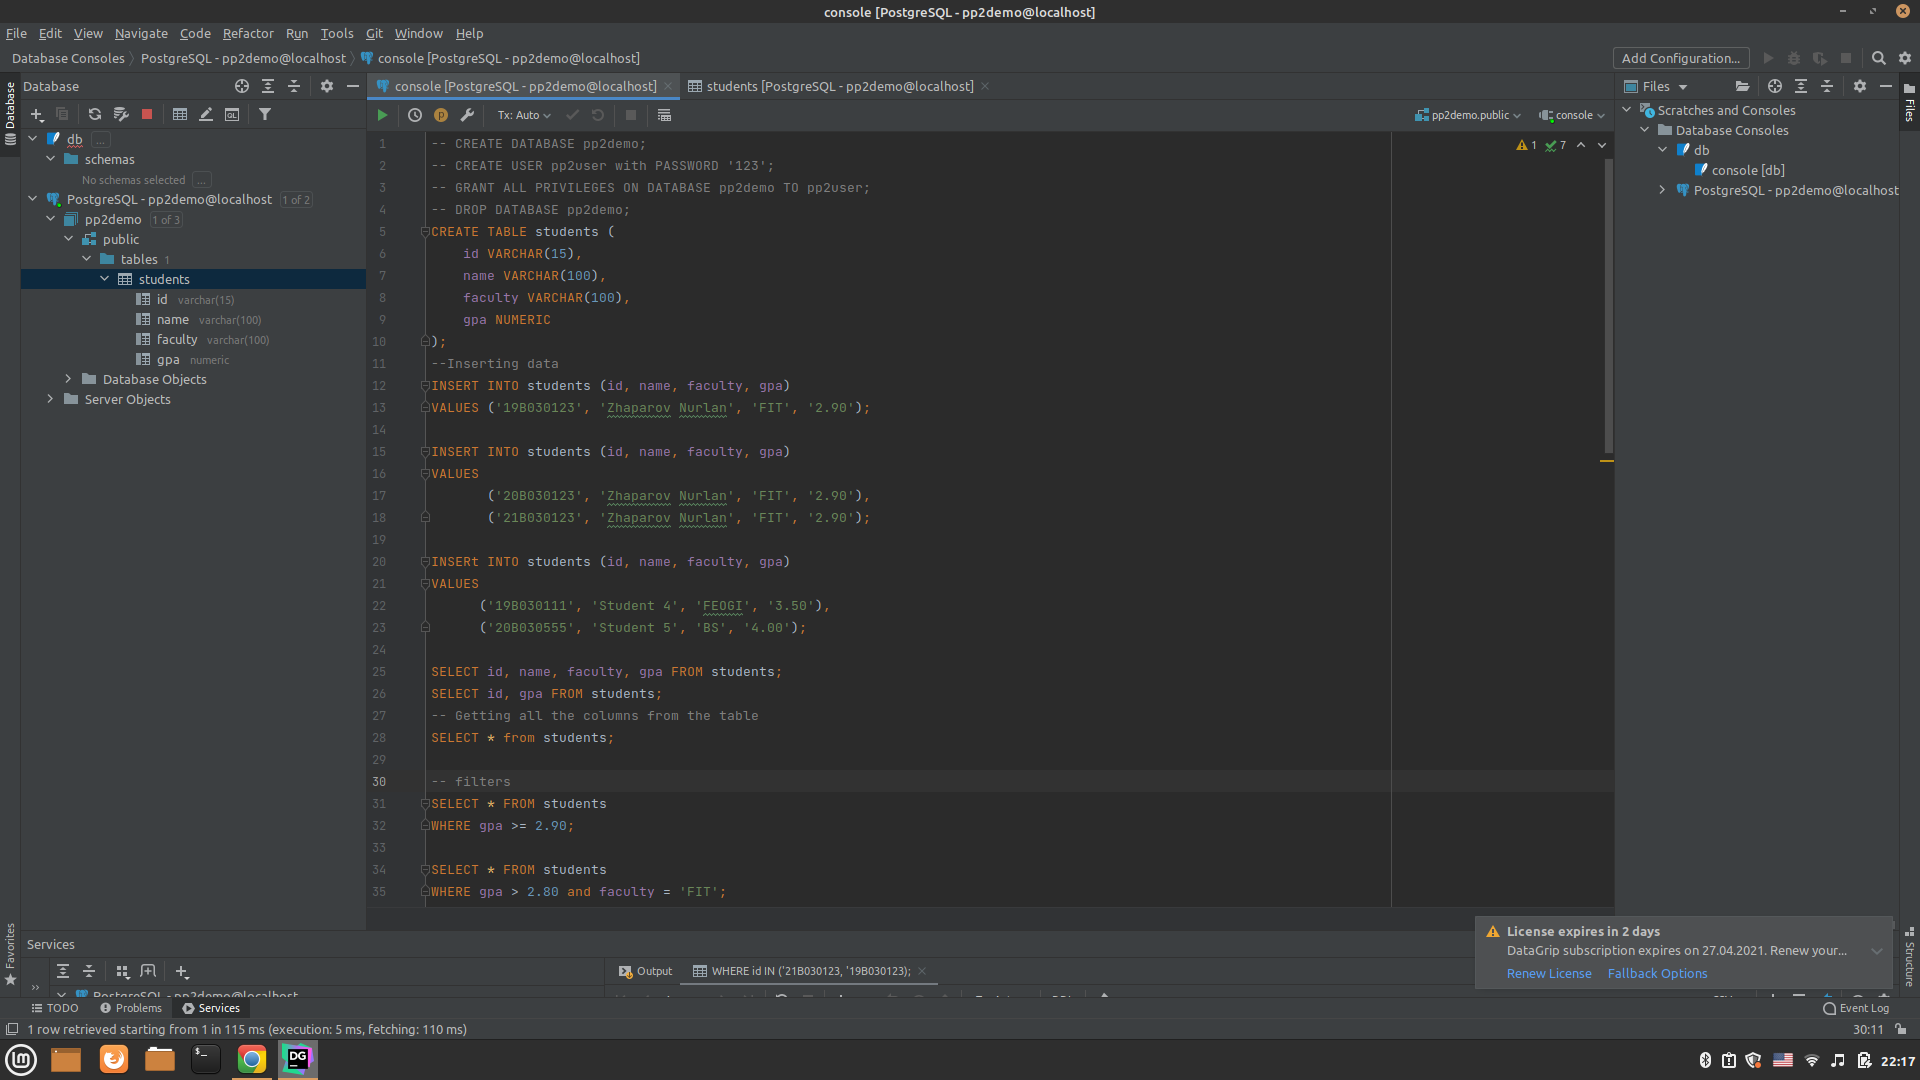 console [PostgreSQL - pp2demo@localhost]
File Edit View Navigate Code Refactor Run Tools Git Window Help
Database Consoles PostgreSQL - pp2demo@localhost console [PostgreSQL - pp2demo@localhost]
Add Configuration...
Database
console [PostgreSQL - pp2demo@localhost]
students [PostgreSQL - pp2demo@localhost]
Files
Database
Files
Tx: Auto
pp2demo.public
console
db ...
schemas
No schemas selected ...
PostgreSQL - pp2demo@localhost 1 of 2
pp2demo 1 of 3
public
tables 1
students
id varchar(15)
name varchar(100)
faculty varchar(100)
gpa numeric
Database Objects
Server Objects
1 -- CREATE DATABASE pp2demo;
2 -- CREATE USER pp2user with PASSWORD '123';
3 -- GRANT ALL PRIVILEGES ON DATABASE pp2demo TO pp2user;
4 -- DROP DATABASE pp2demo;
5 CREATE TABLE students (
6 id VARCHAR(15),
7 name VARCHAR(100),
8 faculty VARCHAR(100),
9 gpa NUMERIC
10 );
11 --Inserting data
12 INSERT INTO students (id, name, faculty, gpa)
13 VALUES ('19B030123', 'Zhaparov Nurlan', 'FIT', '2.90');
14
15 INSERT INTO students (id, name, faculty, gpa)
16 VALUES
17 ('20B030123', 'Zhaparov Nurlan', 'FIT', '2.90'),
18 ('21B030123', 'Zhaparov Nurlan', 'FIT', '2.90');
19
20 INSERt INTO students (id, name, faculty, gpa)
21 VALUES
22 ('19B030111', 'Student 4', 'FEOGI', '3.50'),
23 ('20B030555', 'Student 5', 'BS', '4.00');
24
25 SELECT id, name, faculty, gpa FROM students;
26 SELECT id, gpa FROM students;
27 -- Getting all the columns from the table
28 SELECT * from students;
29
30 -- filters
31 SELECT * FROM students
32 WHERE gpa >= 2.90;
33
34 SELECT * FROM students
35 WHERE gpa > 2.80 and faculty = 'FIT';
1 7
Scratches and Consoles
Database Consoles
db
console [db]
PostgreSQL - pp2demo@localhost
Favorites
Structure
Services
PostgreSQL - pp2demo@localhost
Output
WHERE id IN ('21B030123, '19B030123);
License expires in 2 days
DataGrip subscription expires on 27.04.2021. Renew your...
Renew License Fallback Options
TODO Problems Services
Event Log
1 row retrieved starting from 1 in 115 ms (execution: 5 ms, fetching: 110 ms)
30:11
DG
22:17